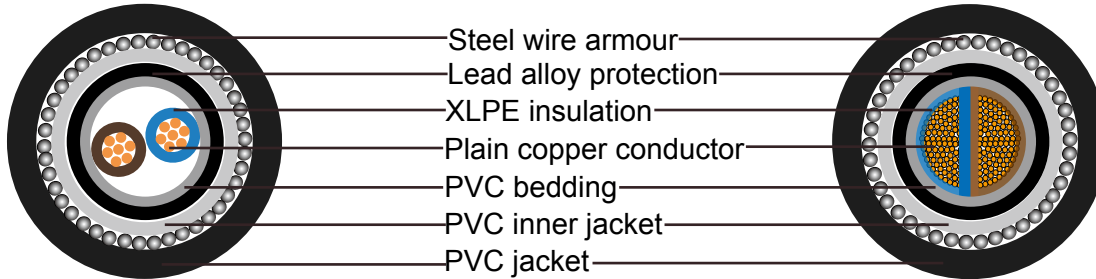 Steel wire armour
Lead alloy protection
XLPE insulation
Plain copper conductor
PVC bedding
PVC inner jacket
PVC jacket